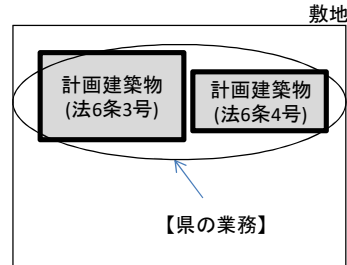 敷地
計画建築物
(法6条3号)
計画建築物
(法6条4号)
【県の業務】